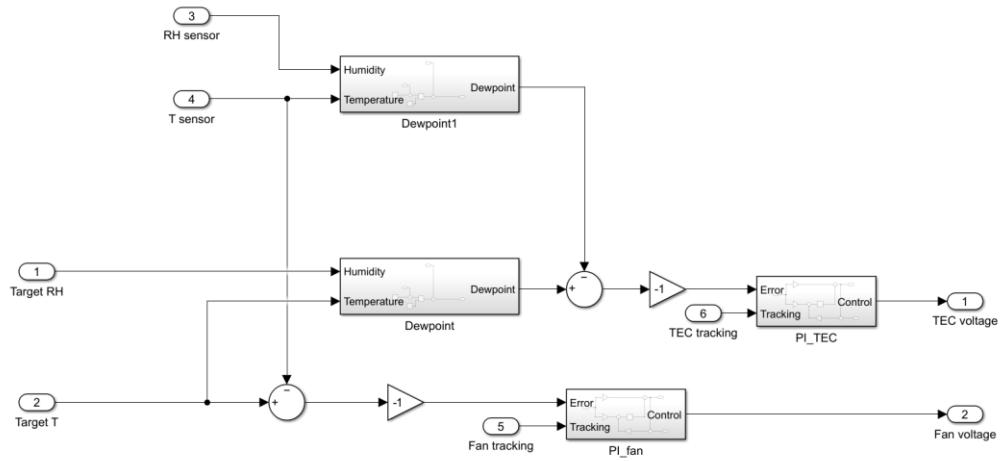 3
RH sensor
4
T sensor
Humidity
Temperature
Dewpoint
Dewpoint1
1
Target RH
Humidity
Temperature
Dewpoint
Dewpoint
−
+
-1
6
TEC tracking
Error
Tracking
Control
PI_TEC
1
TEC voltage
2
Target T
−
+
-1
5
Fan tracking
Error
Tracking
Control
PI_fan
2
Fan voltage